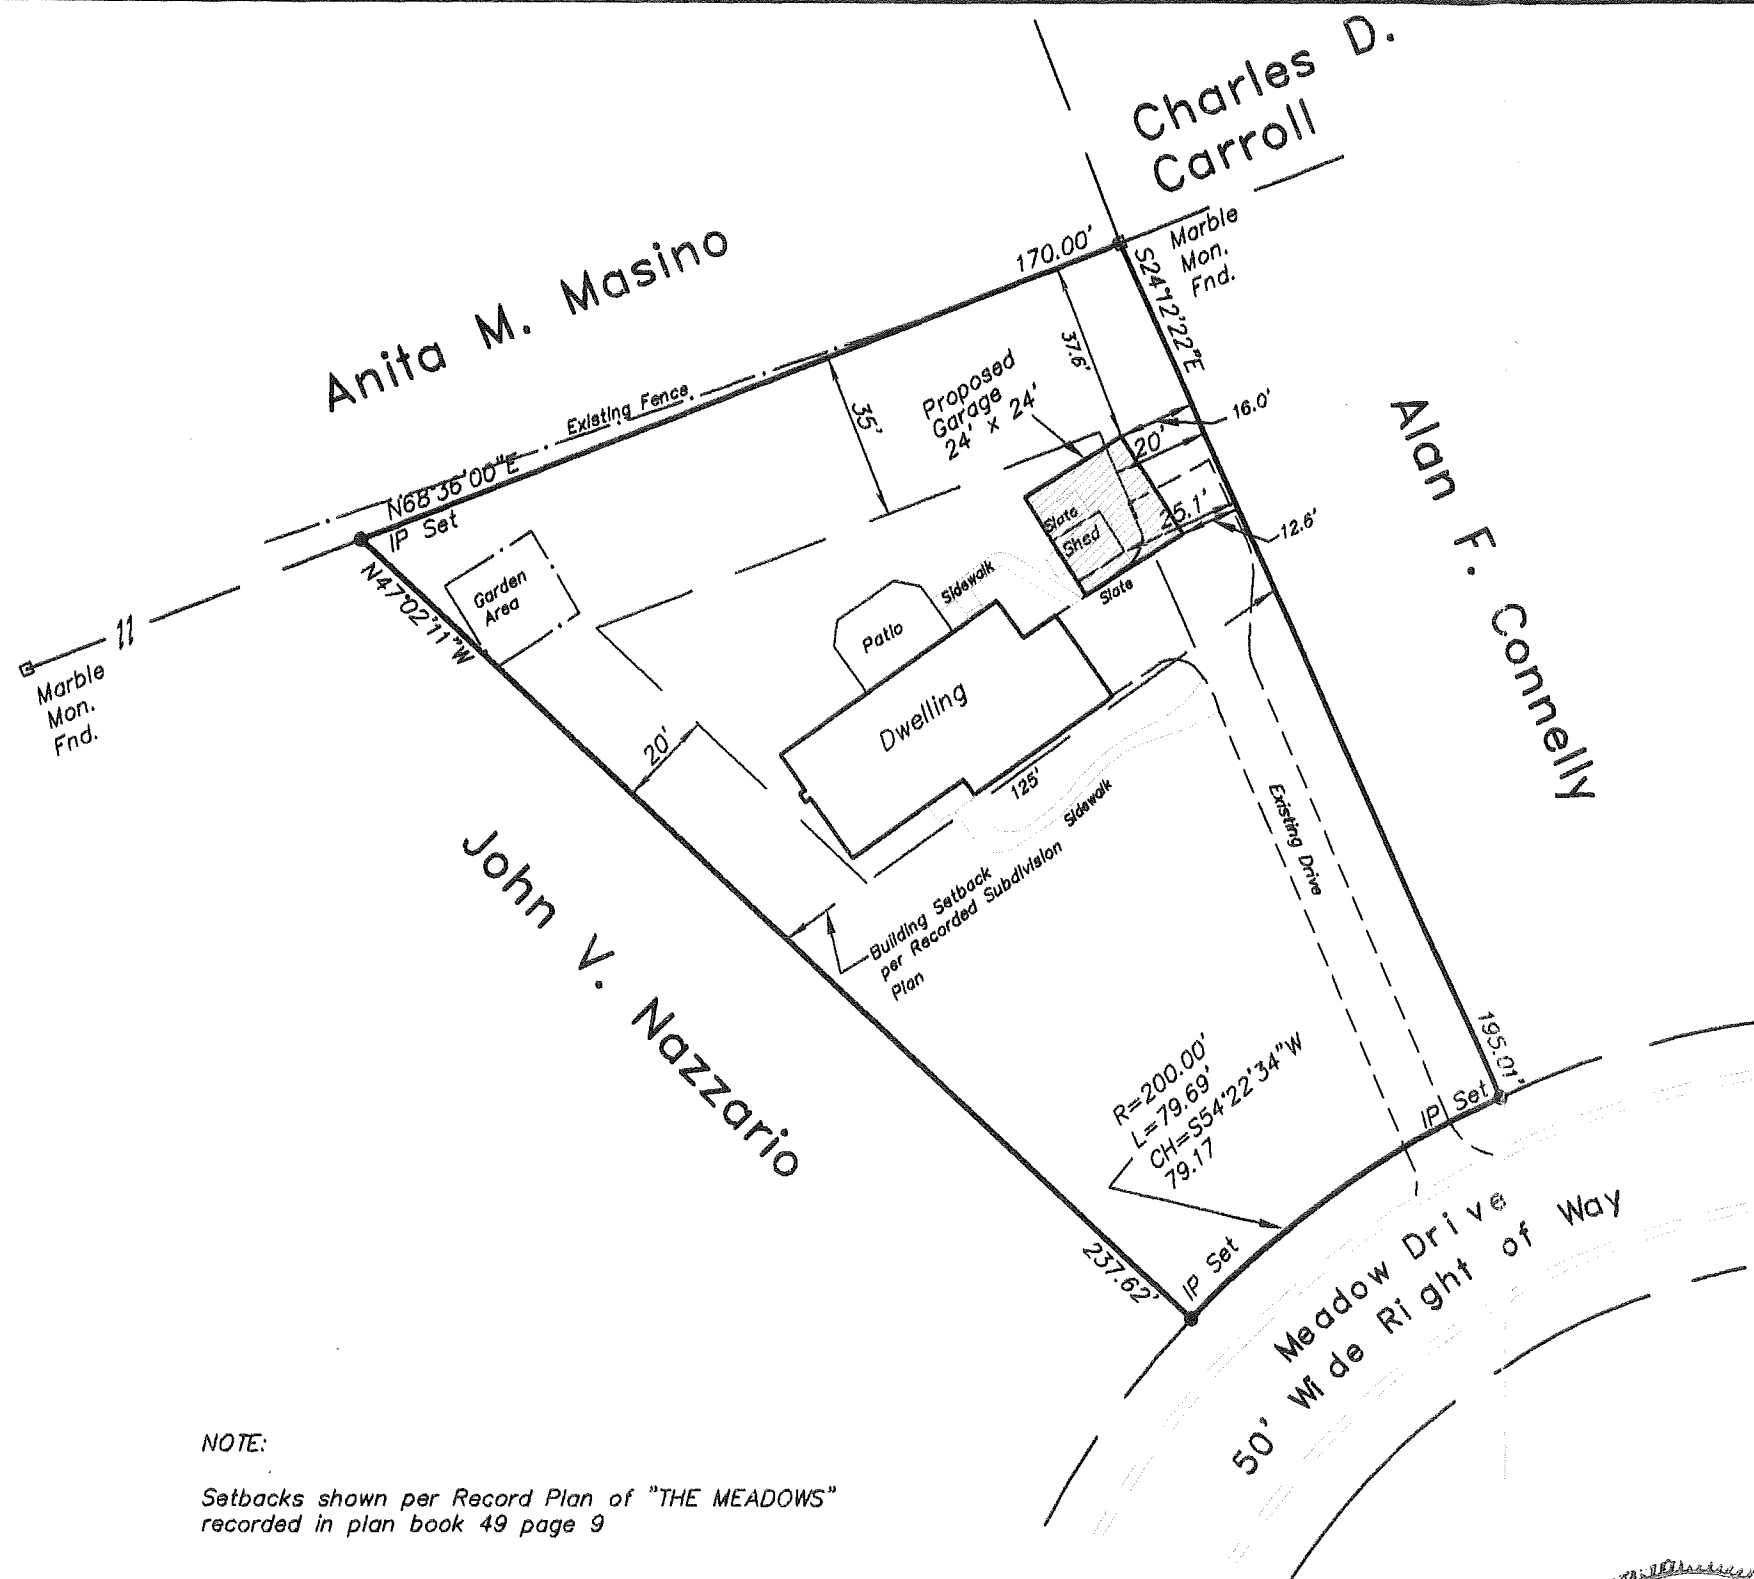 Charles D.
Carroll
Marble
Mon.
Fnd.
170.00'
S24°12'22"E
Anita M. Masino
Existing Fence
N68°36'00"E
IP Set
35'
37.6'
Proposed
Garage
24' x 24'
16.0'
20'
25.1'
12.6'
Slate
Shed
Slate
Alan F. Connelly
Garden
Area
Sidewalk
Patio
Dwelling
N47°02'11"W
Marble
Mon.
Fnd.
20'
125'
Sidewalk
Existing Drive
Building Setback
per Recorded Subdivision
Plan
John V. Nazzario
R=200.00'
L=79.69'
CH=S54°22'34"W
79.17
195.01'
IP Set
237.62'
IP Set
Meadow Drive
50' Wide Right of Way
NOTE:
Setbacks shown per Record Plan of "THE MEADOWS"
recorded in plan book 49 page 9